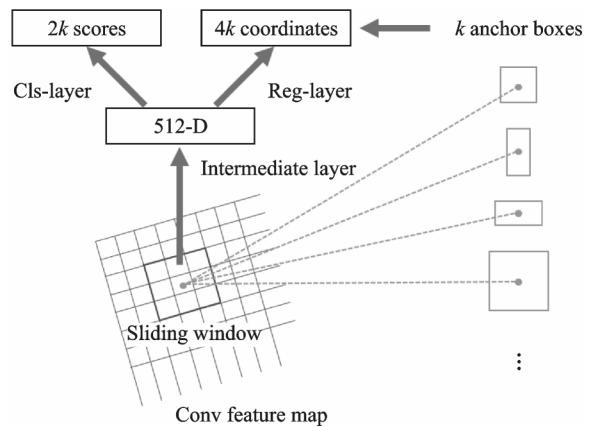 2k scores
4k coordinates
k anchor boxes
Cls-layer
Reg-layer
512-D
Intermediate layer
Sliding window
⋮
Conv feature map